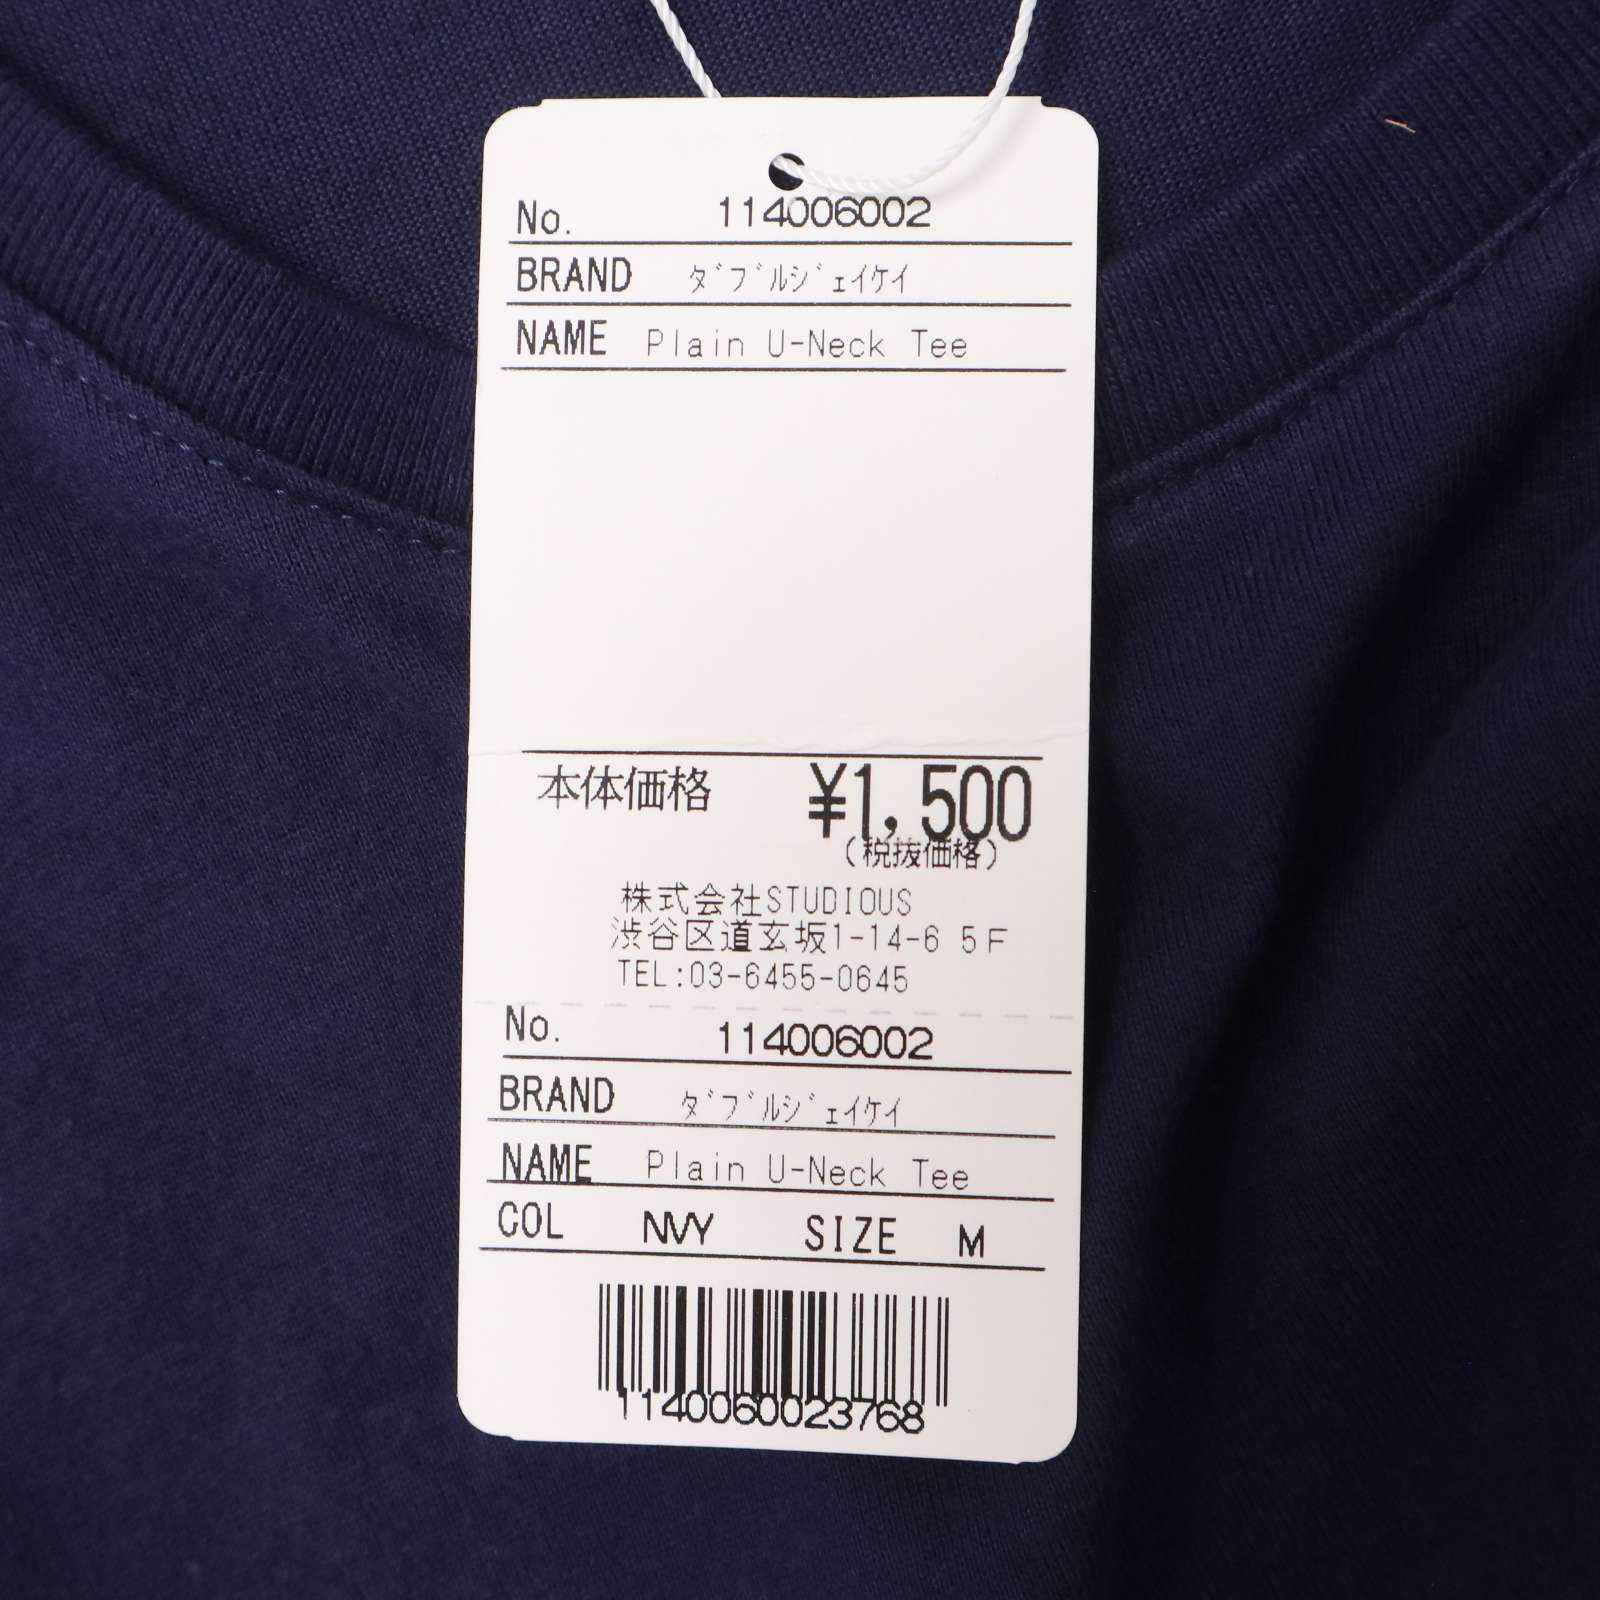 No. 114006002
BRAND ﾀﾞﾌﾞﾙｼﾞｪｲｹｲ
NAME Plain U-Neck Tee
本体価格 ¥1,500
(税抜価格)
株式会社STUDIOUS
渋谷区道玄坂1-14-6 5F
TEL:03-6455-0645
No. 114006002
BRAND ﾀﾞﾌﾞﾙｼﾞｪｲｹｲ
NAME Plain U-Neck Tee
COL NVY SIZE M
1140060023768